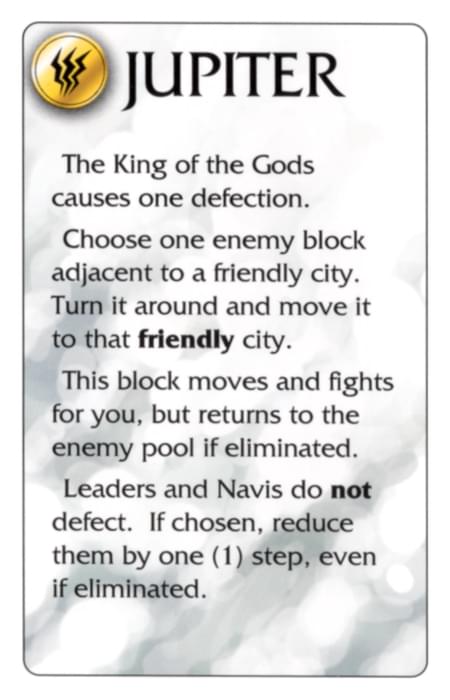 JUPITER
The King of the Gods
causes one defection.
Choose one enemy block
adjacent to a friendly city.
Turn it around and move it
to that friendly city.
This block moves and fights
for you, but returns to the
enemy pool if eliminated.
Leaders and Navis do not
defect. If chosen, reduce
them by one (1) step, even
if eliminated.